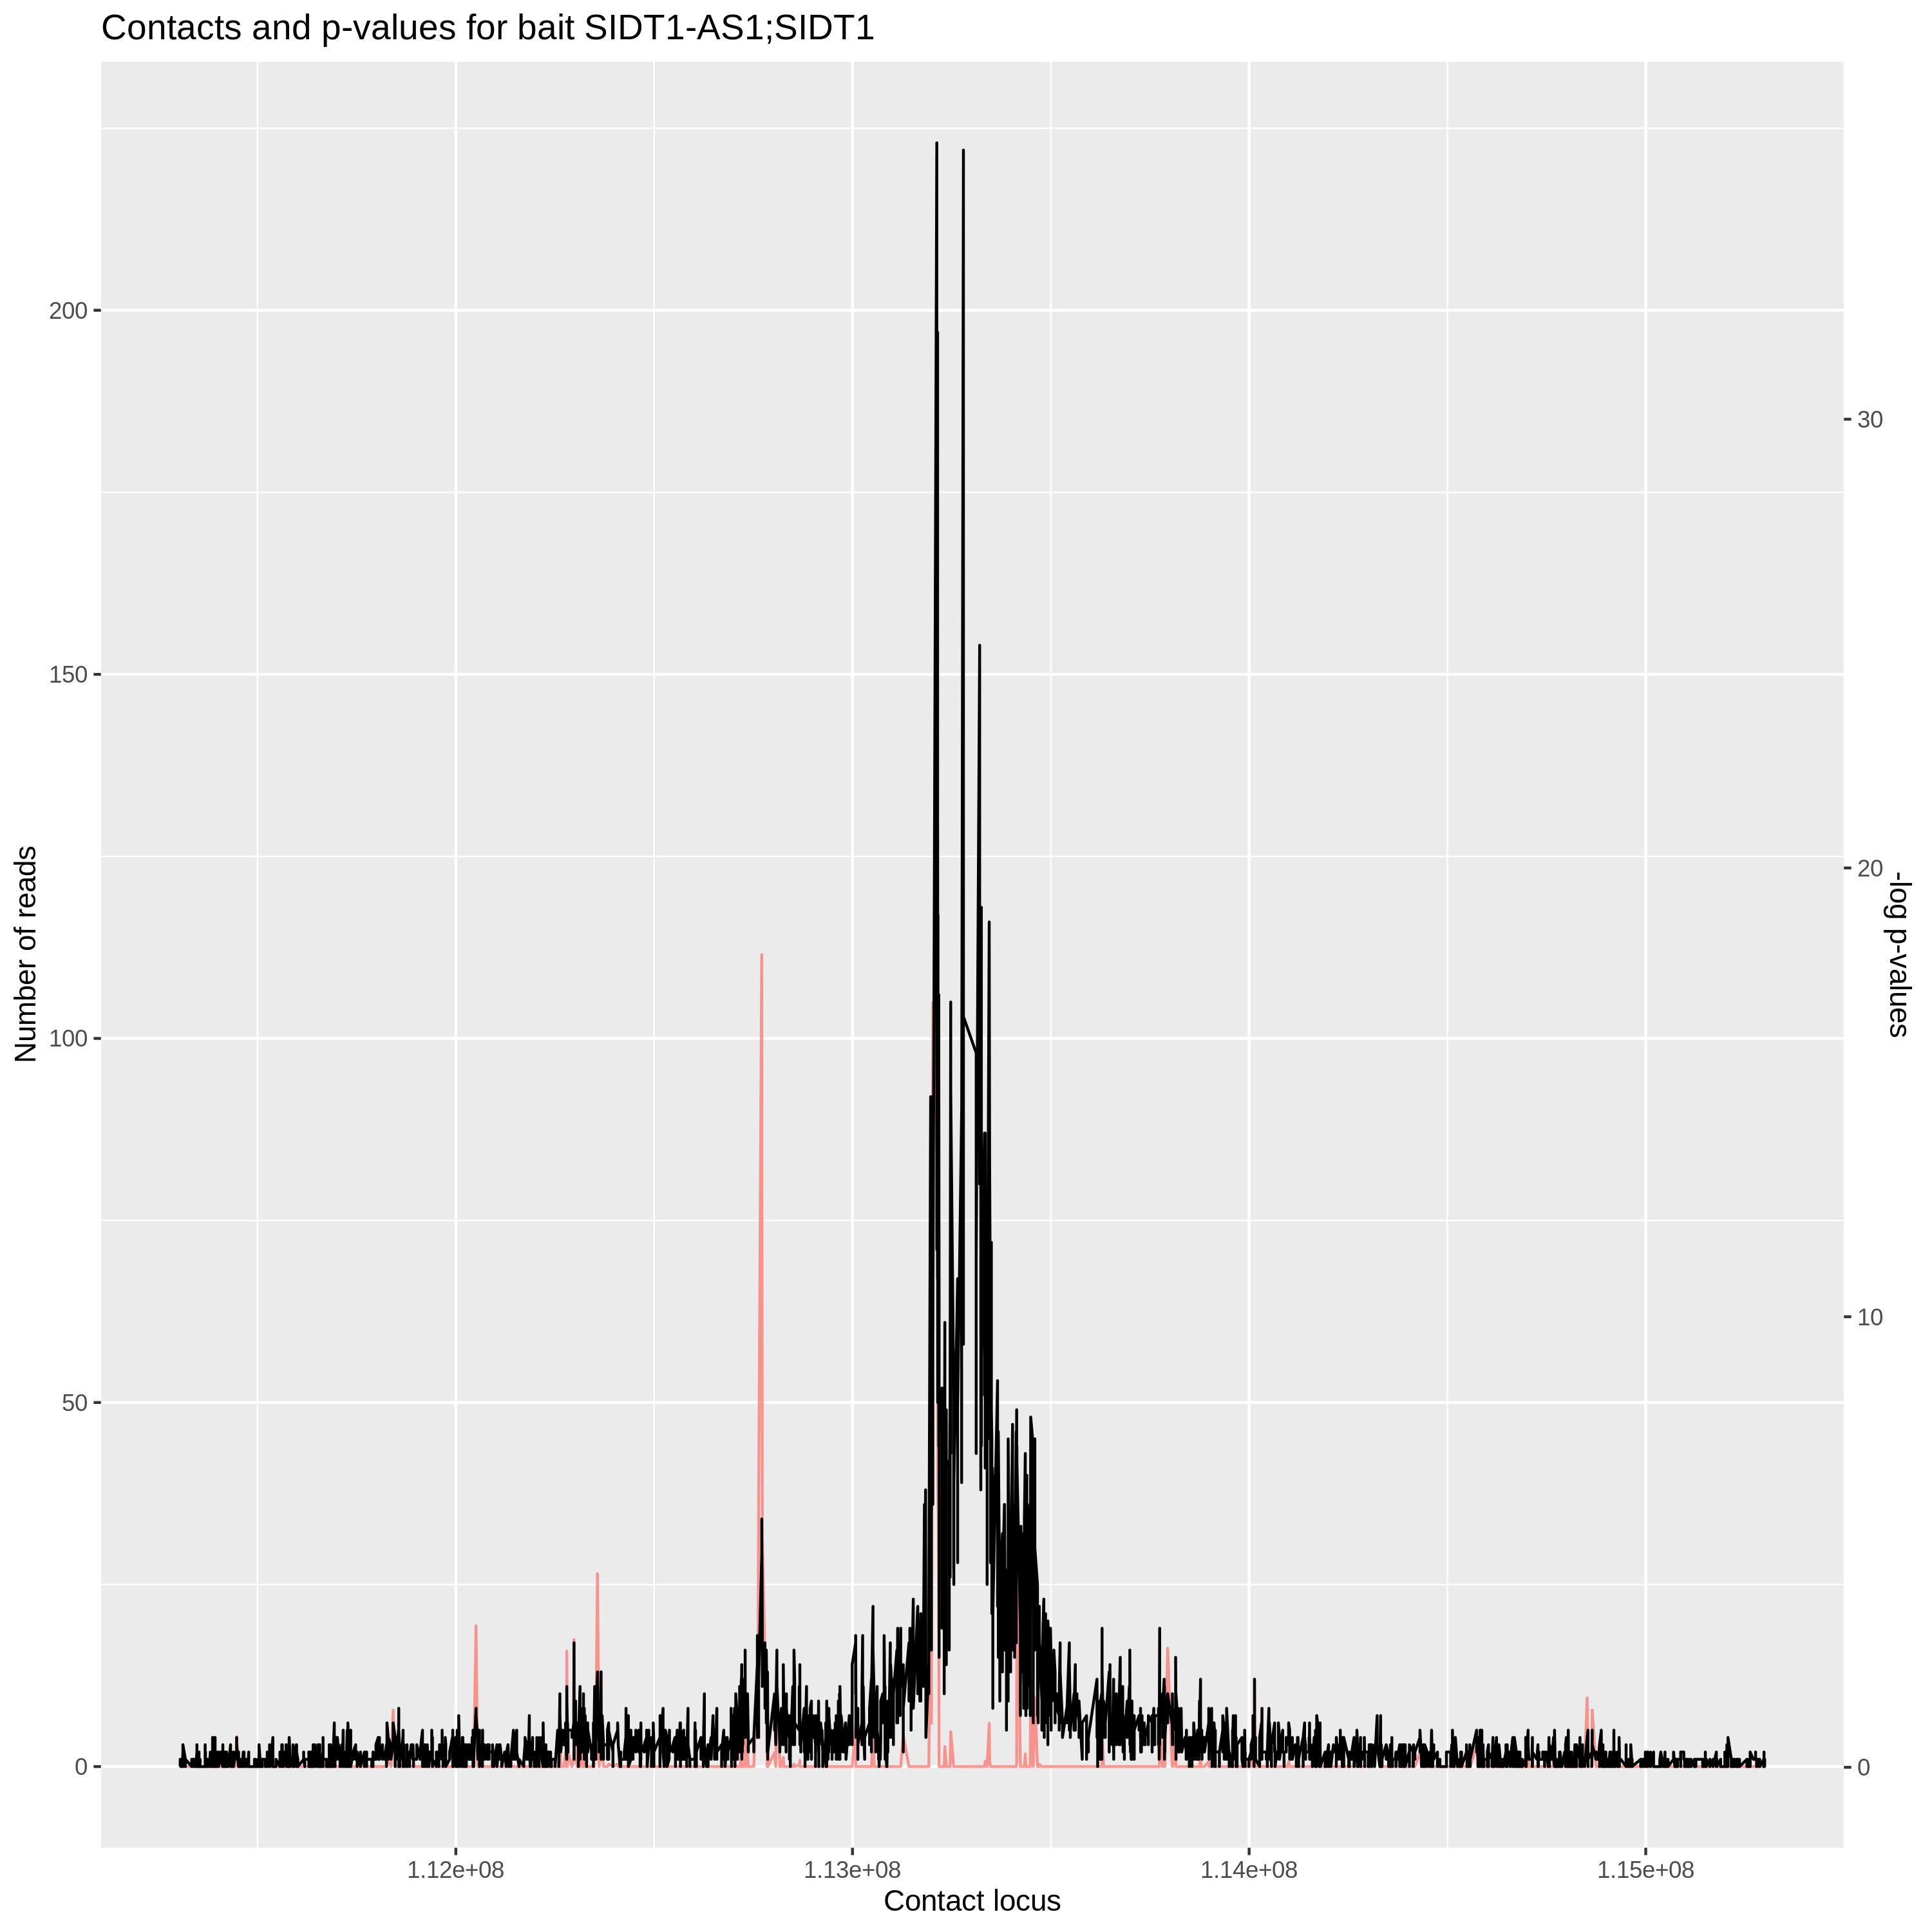 Contacts and p-values for bait SIDT1-AS1;SIDT1
Number of reads
200
150
100
50
0
30
20
10
0
-log p-values
1.12e+08
1.13e+08
1.14e+08
1.15e+08
Contact locus